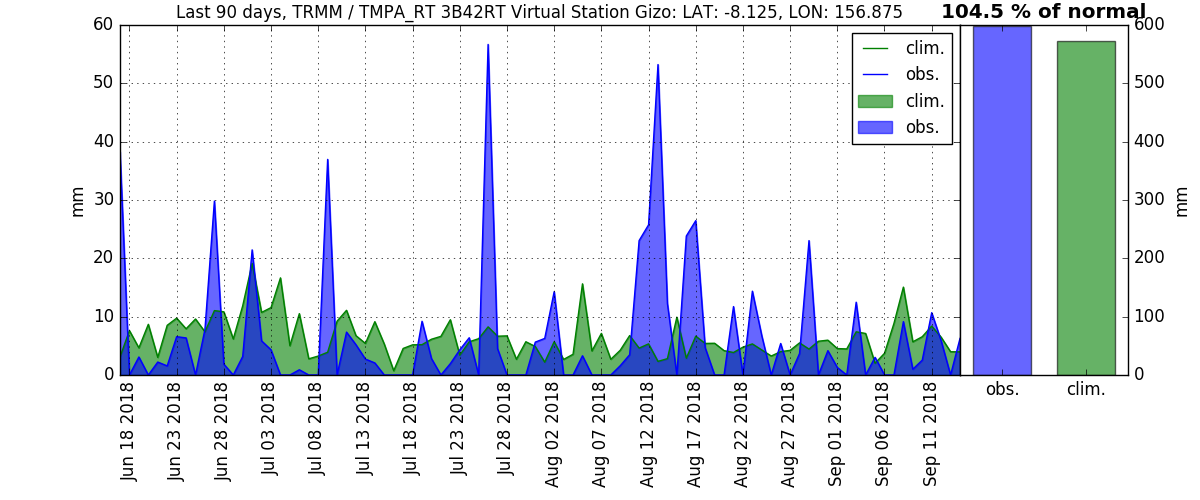 Last 90 days, TRMM / TMPA_RT 3B42RT Virtual Station Gizo: LAT: -8.125, LON: 156.875
104.5 % of normal
60
50
40
30
20
10
0
mm
clim.
obs.
clim.
obs.
600
500
400
300
200
100
0
mm
Jun 18 2018
Jun 23 2018
Jun 28 2018
Jul 03 2018
Jul 08 2018
Jul 13 2018
Jul 18 2018
Jul 23 2018
Jul 28 2018
Aug 02 2018
Aug 07 2018
Aug 12 2018
Aug 17 2018
Aug 22 2018
Aug 27 2018
Sep 01 2018
Sep 06 2018
Sep 11 2018
obs.
clim.